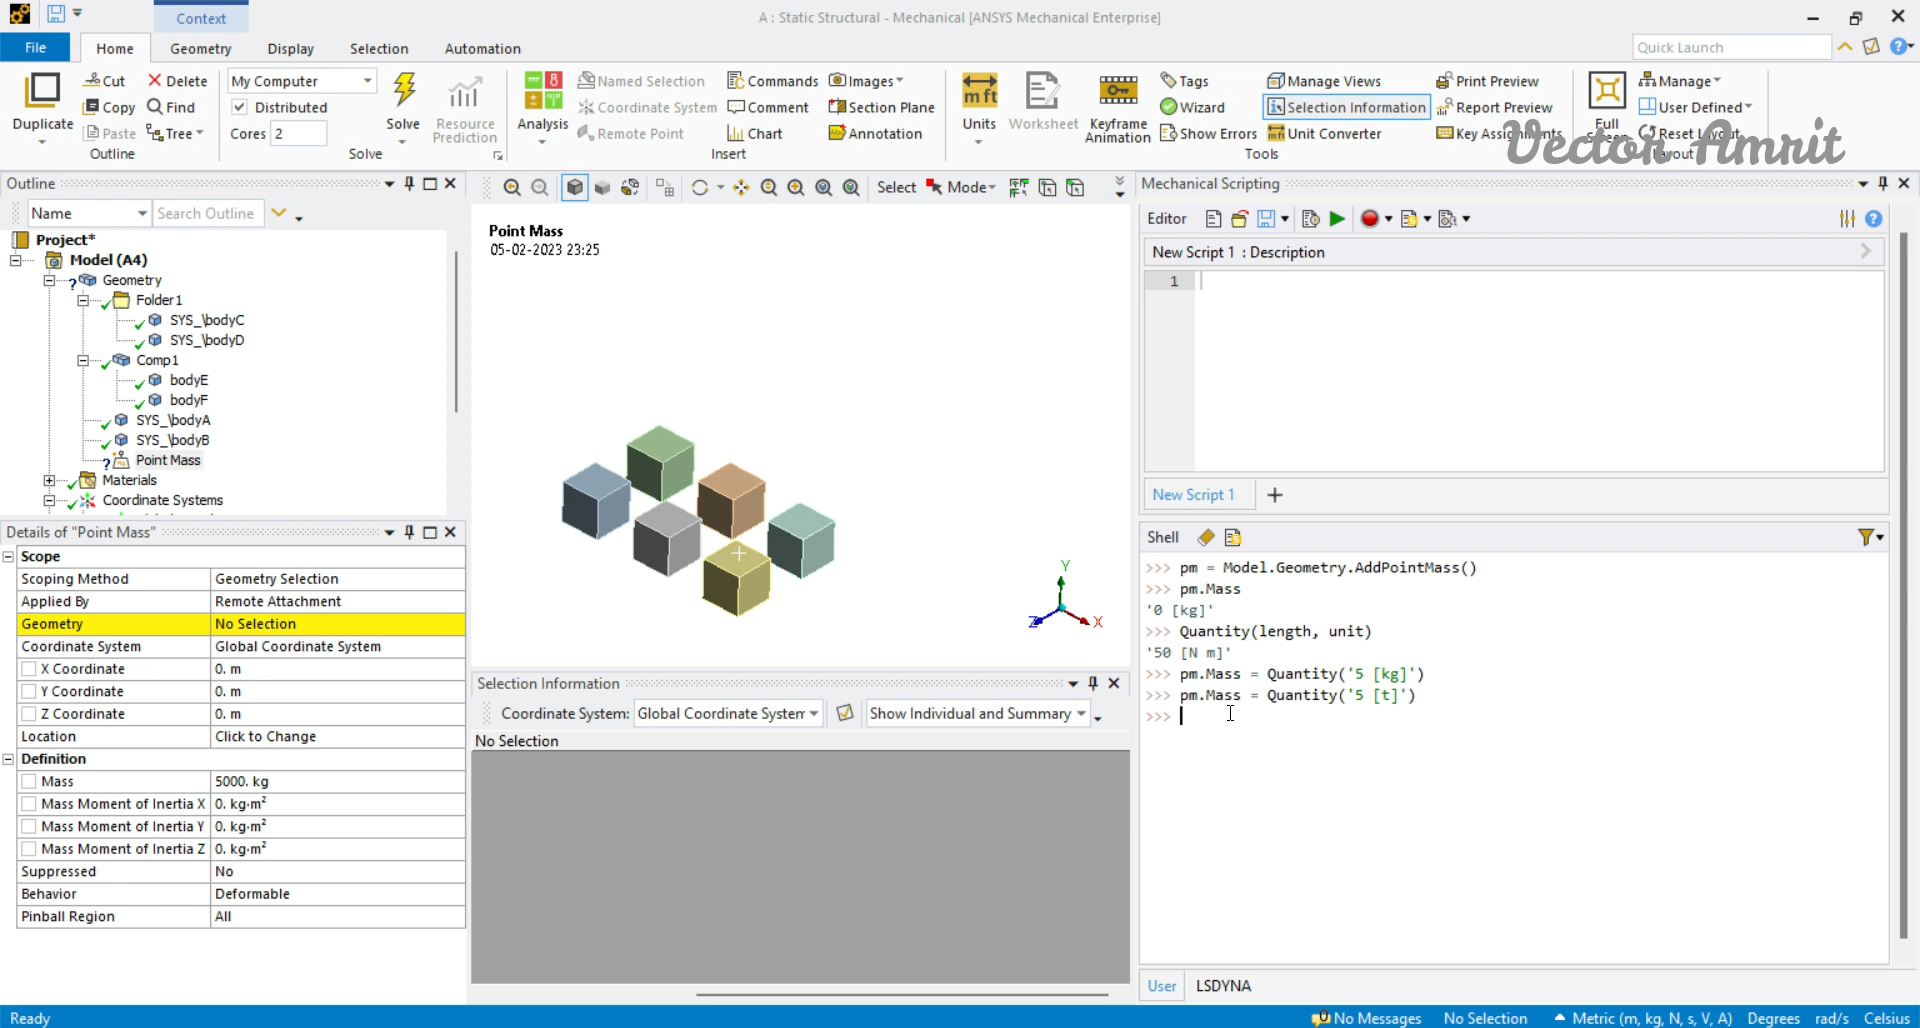 Context
A : Static Structural - Mechanical [ANSYS Mechanical Enterprise]
File Home Geometry Display Selection Automation
Quick Launch
Duplicate
Cut
Copy
Paste
Delete
Find
Tree
Outline
My Computer
Distributed
Cores 2
Solve
Resource Prediction
Solve
Analysis
Named Selection
Coordinate System
Remote Point
Commands
Comment
Chart
Images
Section Plane
Annotation
Insert
Units
Worksheet
Keyframe Animation
Tags
Wizard
Show Errors
Manage Views
Selection Information
Unit Converter
Print Preview
Report Preview
Key Assignments
Tools
Full
Manage
User Defined
Reset Layout
Layout
Vector Amrit
Outline
Name Search Outline
Project*
Model (A4)
Geometry
Folder1
SYS_\bodyC
SYS_\bodyD
Comp1
bodyE
bodyF
SYS_\bodyA
SYS_\bodyB
Point Mass
Materials
Coordinate Systems
Details of "Point Mass"
Scope
Scoping Method Geometry Selection
Applied By Remote Attachment
Geometry No Selection
Coordinate System Global Coordinate System
X Coordinate 0. m
Y Coordinate 0. m
Z Coordinate 0. m
Location Click to Change
Definition
Mass 5000. kg
Mass Moment of Inertia X 0. kg·m²
Mass Moment of Inertia Y 0. kg·m²
Mass Moment of Inertia Z 0. kg·m²
Suppressed No
Behavior Deformable
Pinball Region All
Select Mode
Point Mass
05-02-2023 23:25
Y
Z
X
Selection Information
Coordinate System: Global Coordinate System Show Individual and Summary
No Selection
Mechanical Scripting
Editor
New Script 1 : Description
1
New Script 1 +
Shell
>>> pm = Model.Geometry.AddPointMass()
>>> pm.Mass
'0 [kg]'
>>> Quantity(length, unit)
'50 [N m]'
>>> pm.Mass = Quantity('5 [kg]')
>>> pm.Mass = Quantity('5 [t]')
>>>
User LSDYNA
Ready
No Messages No Selection Metric (m, kg, N, s, V, A) Degrees rad/s Celsius